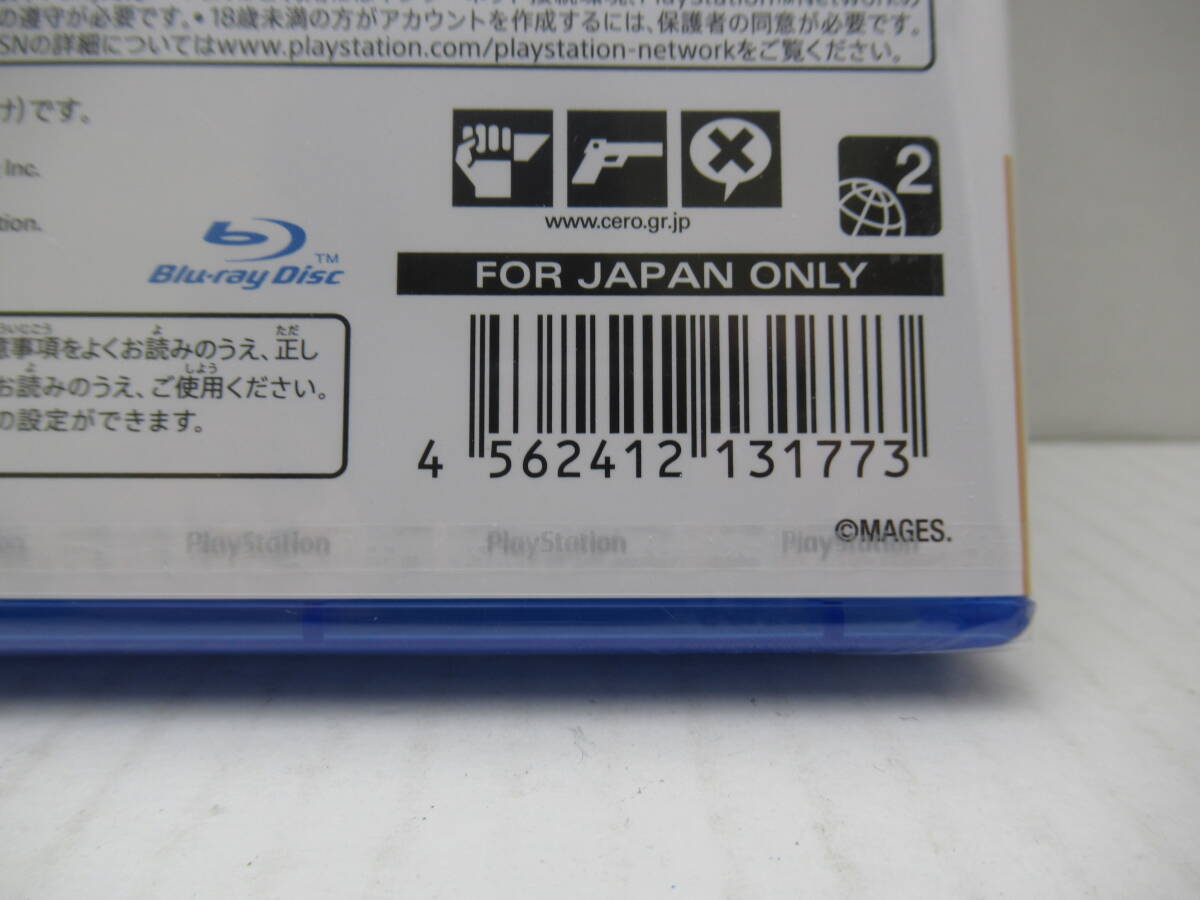 の遵守が必要です。• 18歳未満の方がアカウントを作成するには、保護者の同意が必要です。
SNの詳細についてはwww.playstation.com/playstation-networkをご覧ください。
け)です。
Inc.
tion.
www.cero.gr.jp
2
Blu-ray Disc™
FOR JAPAN ONLY
意事項をよくお読みのうえ、正し
お読みのうえ、ご使用ください。
の設定ができます。
4 562412 131773
©MAGES.
PlayStation PlayStation PlayStation